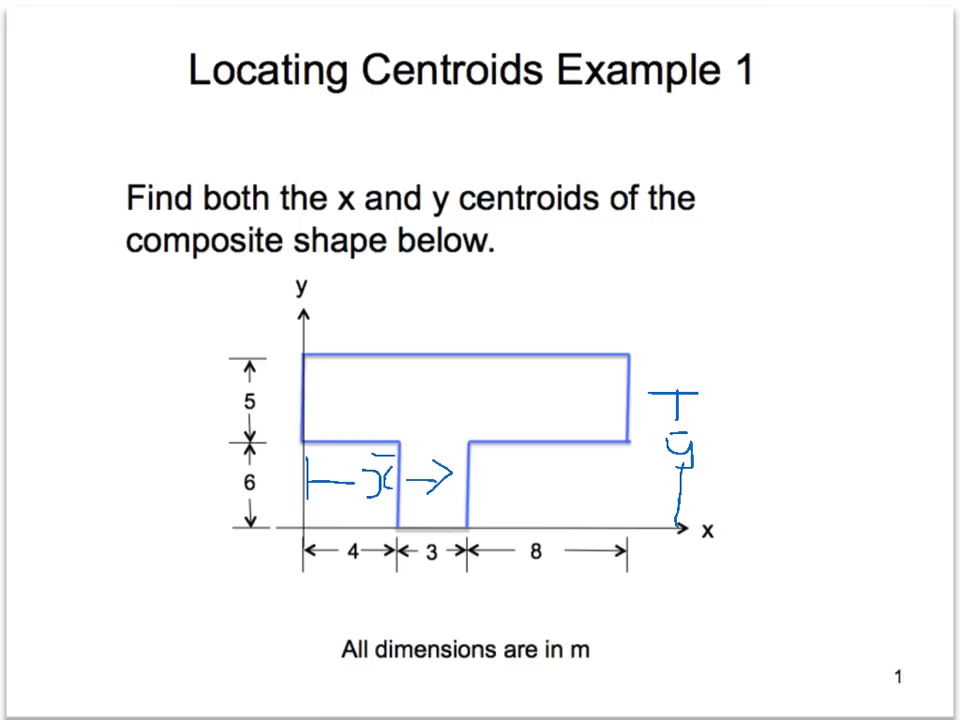 Locating Centroids Example 1
Find both the x and y centroids of the
composite shape below.
y
5
x̄
ȳ
6
x
4
3
8
All dimensions are in m
1